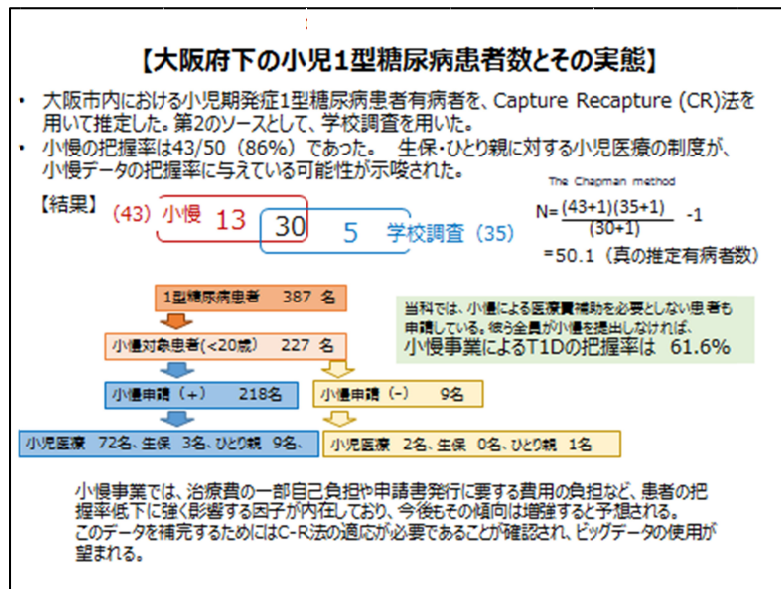 【大阪府下の小児1型糖尿病患者数とその実態】
・ 大阪市内における小児期発症1型糖尿病患者有病者を、Capture Recapture (CR)法を
用いて推定した。第2のソースとして、学校調査を用いた。
・ 小慢の把握率は43/50（86%）であった。 生保・ひとり親に対する小児医療の制度が、
小慢データの把握率に与えている可能性が示唆された。
【結果】
(43) 小慢 13 30 5 学校調査（35）
The Chapman method
N=(43+1)(35+1) -1
(30+1)
=50.1（真の推定有病者数）
1型糖尿病患者 387 名
小慢対象患者(<20歳) 227 名
小慢申請（+） 218名
小慢申請（-） 9名
小児医療 72名、生保 3名、ひとり親 9名、
小児医療 2名、生保 0名、ひとり親 1名
当科では、小慢による医療費補助を必要としない患者も
申請している。彼ら全員が小慢を提出しなければ、
小慢事業によるT1Dの把握率は 61.6%
小慢事業では、治療費の一部自己負担や申請書発行に要する費用の負担など、患者の把
握率低下に強く影響する因子が内在しており、今後もその傾向は増強すると予想される。
このデータを補完するためにはC-R法の適応が必要であることが確認され、ビッグデータの使用が
望まれる。